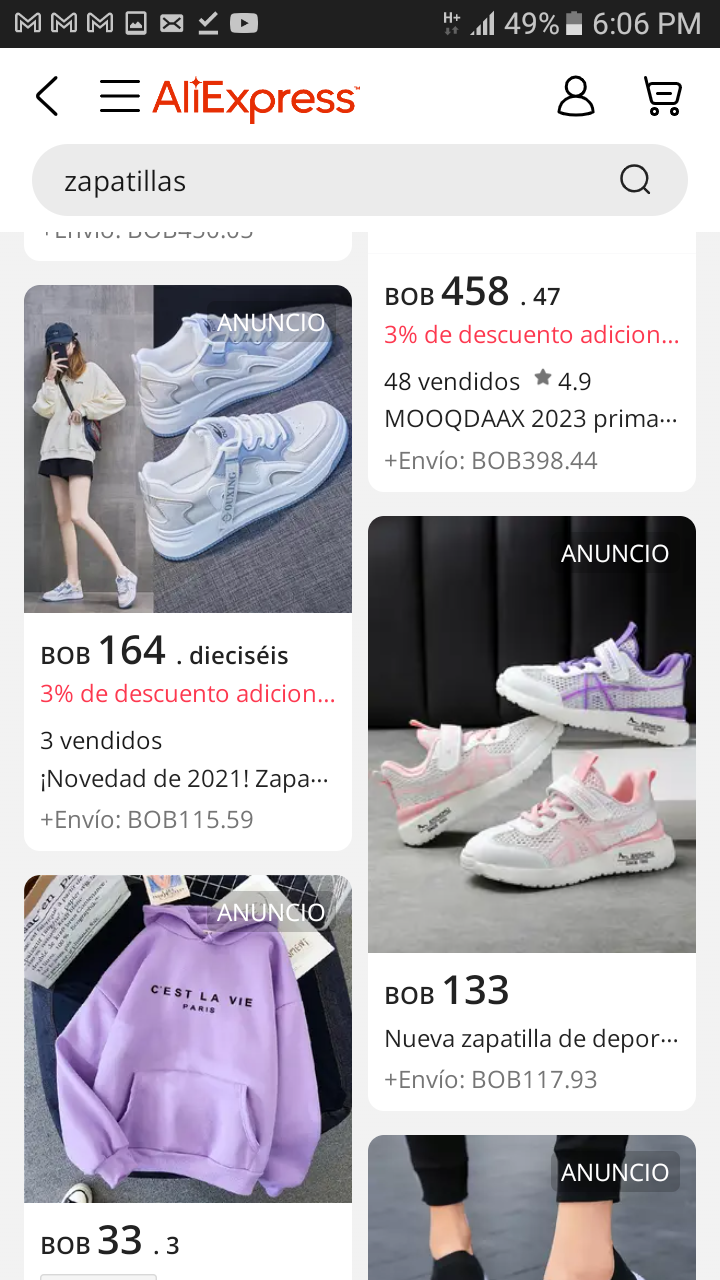 49% 6:06 PM
AliExpress
zapatillas
ANUNCIO
OUXING
BOB 164 . dieciséis
3% de descuento adicion...
3 vendidos
¡Novedad de 2021! Zapa...
+Envío: BOB115.59
ANUNCIO
C'EST LA VIE
PARIS
BOB 33 . 3
BOB 458 . 47
3% de descuento adicion...
48 vendidos ★ 4.9
MOOQDAAX 2023 prima...
+Envío: BOB398.44
ANUNCIO
BOB 133
Nueva zapatilla de depor...
+Envío: BOB117.93
ANUNCIO